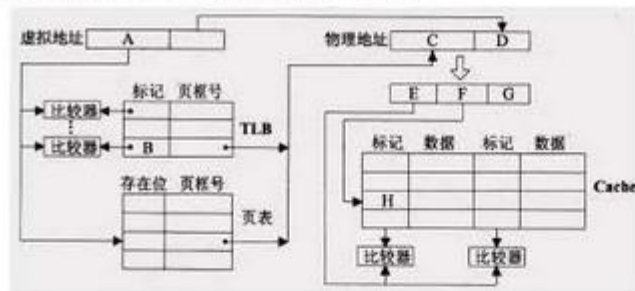 虚拟地址 A 物理地址 C D
E F G
标记 页框号
比较器
TLB
比较器 B
标记 数据 标记 数据
存在位 页框号
H
Cache
页表
比较器 比较器